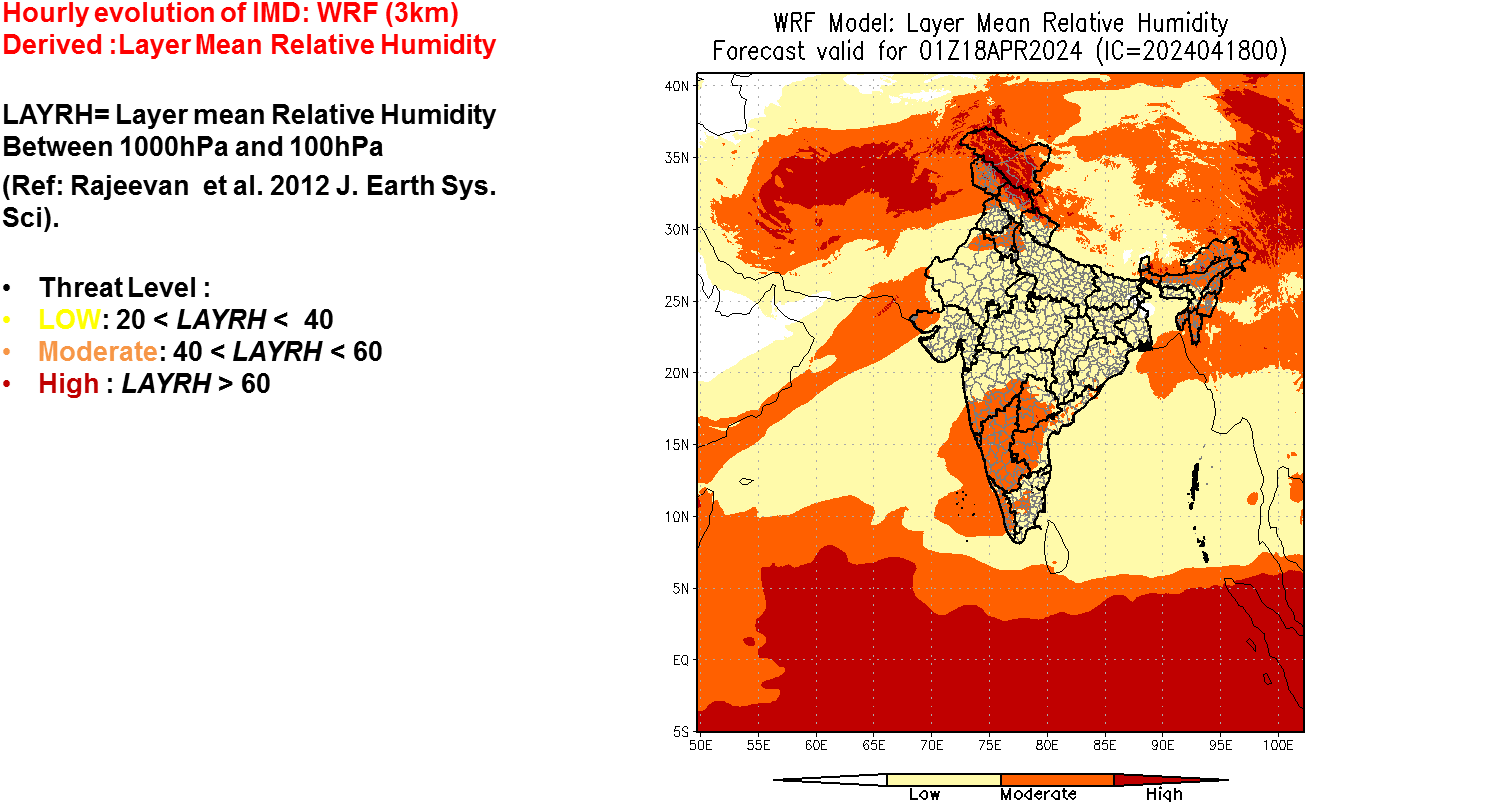 Hourly evolution of IMD: WRF (3km)
Derived :Layer Mean Relative Humidity
LAYRH= Layer mean Relative Humidity
Between 1000hPa and 100hPa
(Ref: Rajeevan et al. 2012 J. Earth Sys.
Sci).
• Threat Level :
• LOW: 20 < LAYRH < 40
• Moderate: 40 < LAYRH < 60
• High : LAYRH > 60
WRF Model: Layer Mean Relative Humidity
Forecast valid for 01Z18APR2024 (IC=2024041800)
40N
35N
30N
25N
20N
15N
10N
5N
EQ
5S
50E 55E 60E 65E 70E 75E 80E 85E 90E 95E 100E
Low Moderate High